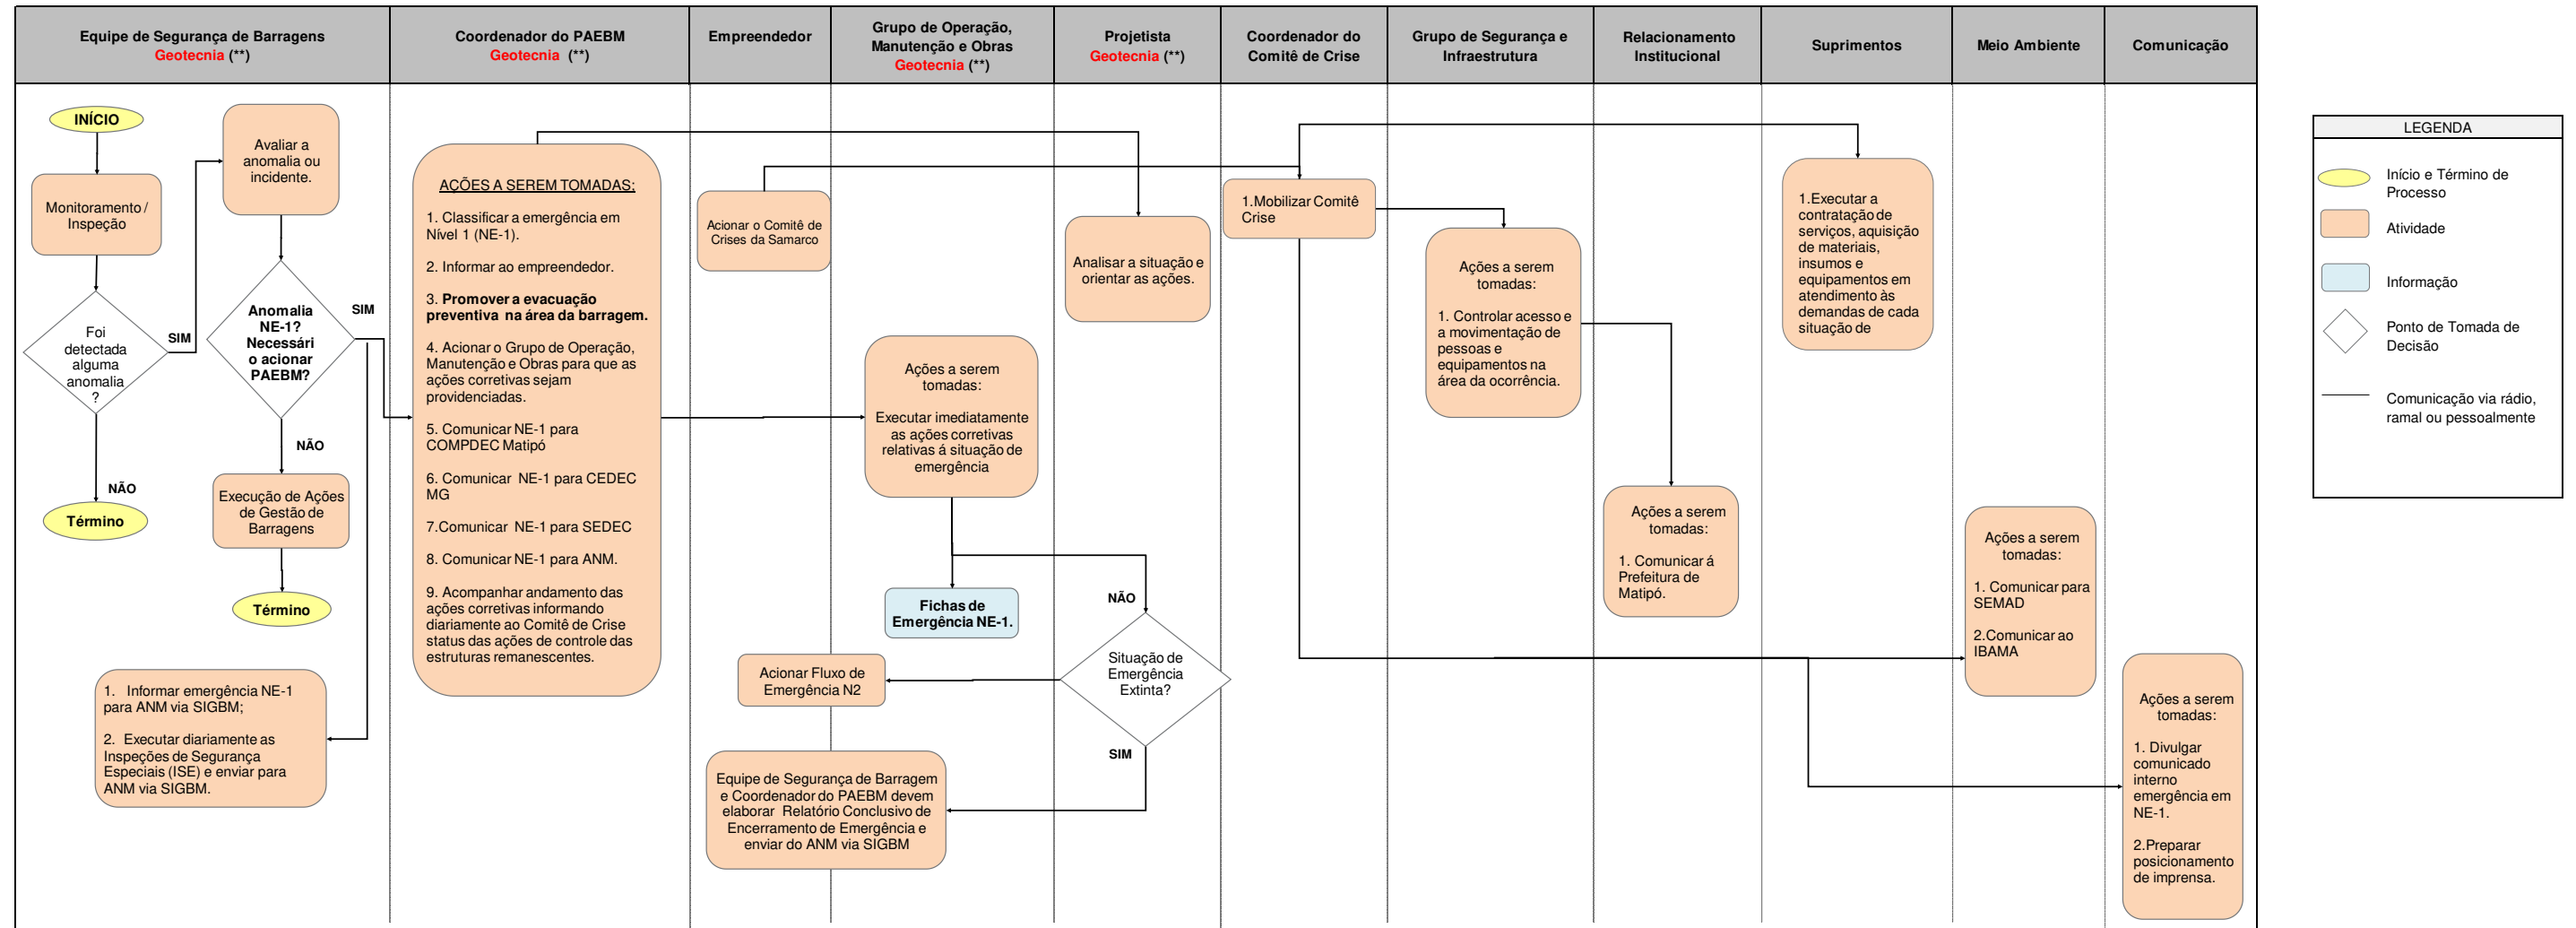 Equipe de Segurança de Barragens
Geotecnia (**)
Coordenador do PAEBM
Geotecnia (**)
Empreendedor
Grupo de Operação,
Manutenção e Obras
Geotecnia (**)
Projetista
Geotecnia (**)
Coordenador do
Comitê de Crise
Grupo de Segurança e
Infraestrutura
Relacionamento
Institucional
Suprimentos
Meio Ambiente
Comunicação
INÍCIO
Monitoramento /
Inspeção
Foi
detectada
alguma
anomalia
?
SIM
NÃO
Término
Avaliar a
anomalia ou
incidente.
Anomalia
NE-1?
Necessári
o acionar
PAEBM?
SIM
NÃO
Execução de Ações
de Gestão de
Barragens
Término
1. Informar emergência NE-1
para ANM via SIGBM;
2. Executar diariamente as
Inspeções de Segurança
Especiais (ISE) e enviar para
ANM via SIGBM.
AÇÕES A SEREM TOMADAS:
1. Classificar a emergência em
Nível 1 (NE-1).
2. Informar ao empreendedor.
3. Promover a evacuação
preventiva na área da barragem.
4. Acionar o Grupo de Operação,
Manutenção e Obras para que as
ações corretivas sejam
providenciadas.
5. Comunicar NE-1 para
COMPDEC Matipó
6. Comunicar NE-1 para CEDEC
MG
7.Comunicar NE-1 para SEDEC
8. Comunicar NE-1 para ANM.
9. Acompanhar andamento das
ações corretivas informando
diariamente ao Comitê de Crise
status das ações de controle das
estruturas remanescentes.
Acionar o Comitê de
Crises da Samarco
Ações a serem
tomadas:
Executar imediatamente
as ações corretivas
relativas á situação de
emergência
Fichas de
Emergência NE-1.
Acionar Fluxo de
Emergência N2
Equipe de Segurança de Barragem
e Coordenador do PAEBM devem
elaborar Relatório Conclusivo de
Encerramento de Emergência e
enviar do ANM via SIGBM
Analisar a situação e
orientar as ações.
NÃO
Situação de
Emergência
Extinta?
SIM
1.Mobilizar Comitê
Crise
Ações a serem
tomadas:
1. Controlar acesso e
a movimentação de
pessoas e
equipamentos na
área da ocorrência.
Ações a serem
tomadas:
1. Comunicar á
Prefeitura de
Matipó.
1.Executar a
contratação de
serviços, aquisição
de materiais,
insumos e
equipamentos em
atendimento às
demandas de cada
situação de
Ações a serem
tomadas:
1. Comunicar para
SEMAD
2.Comunicar ao
IBAMA
Ações a serem
tomadas:
1. Divulgar
comunicado
interno
emergência em
NE-1.
2.Preparar
posicionamento
de imprensa.
LEGENDA
Início e Término de
Processo
Atividade
Informação
Ponto de Tomada de
Decisão
Comunicação via rádio,
ramal ou pessoalmente